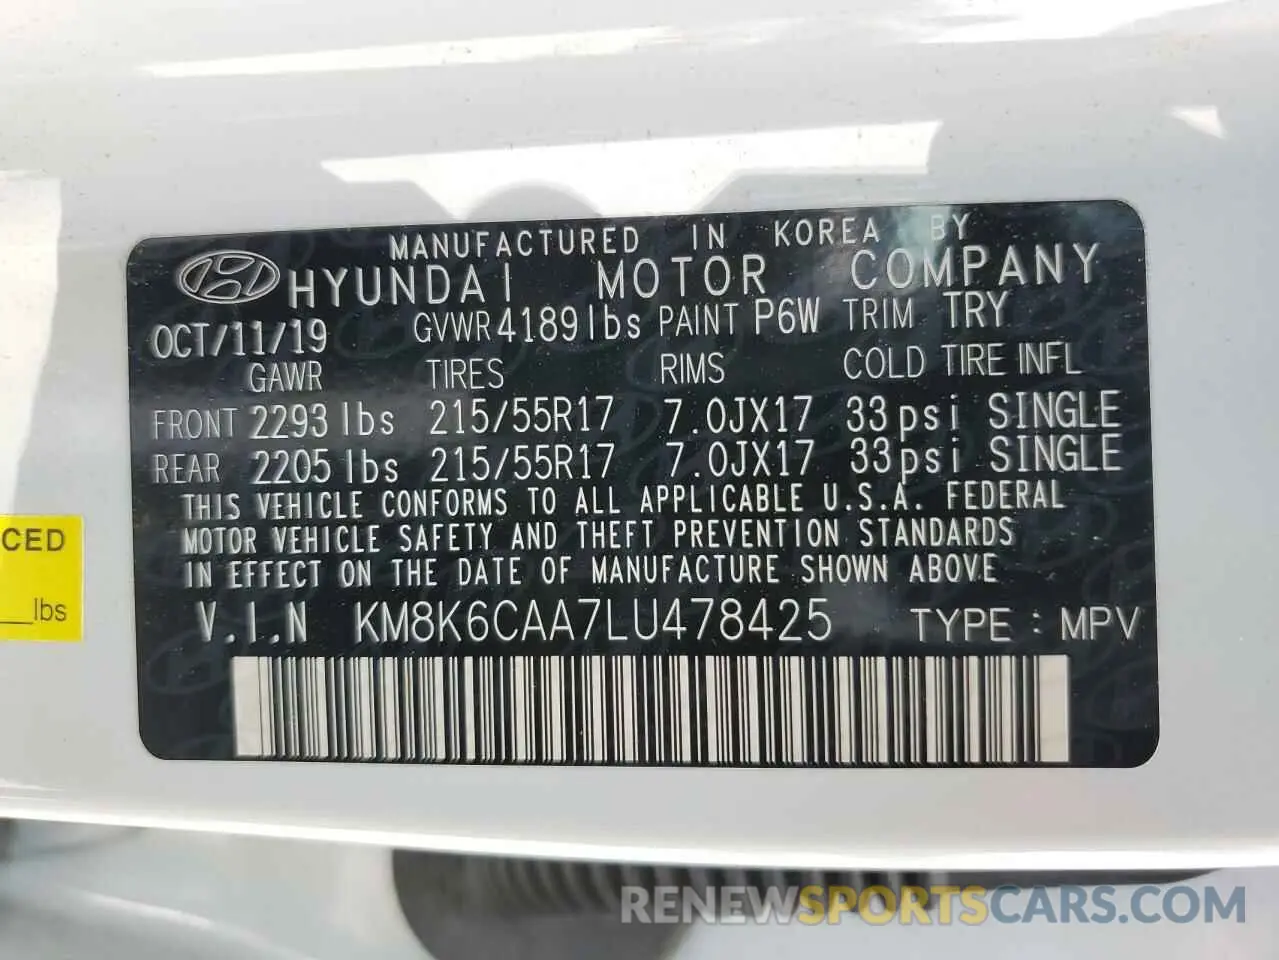 MANUFACTURED IN KOREA BY
HYUNDAI MOTOR COMPANY
OCT/11/19 GVWR 4189lbs PAINT P6W TRIM TRY
GAWR TIRES RIMS COLD TIRE INFL
FRONT 2293lbs 215/55R17 7.0JX17 33psi SINGLE
REAR 2205lbs 215/55R17 7.0JX17 33psi SINGLE
THIS VEHICLE CONFORMS TO ALL APPLICABLE U.S.A. FEDERAL
MOTOR VEHICLE SAFETY AND THEFT PREVENTION STANDARDS
IN EFFECT ON THE DATE OF MANUFACTURE SHOWN ABOVE
V.I.N KM8K6CAA7LU478425 TYPE : MPV
CED
__lbs
RENEWSPORTSCARS.COM